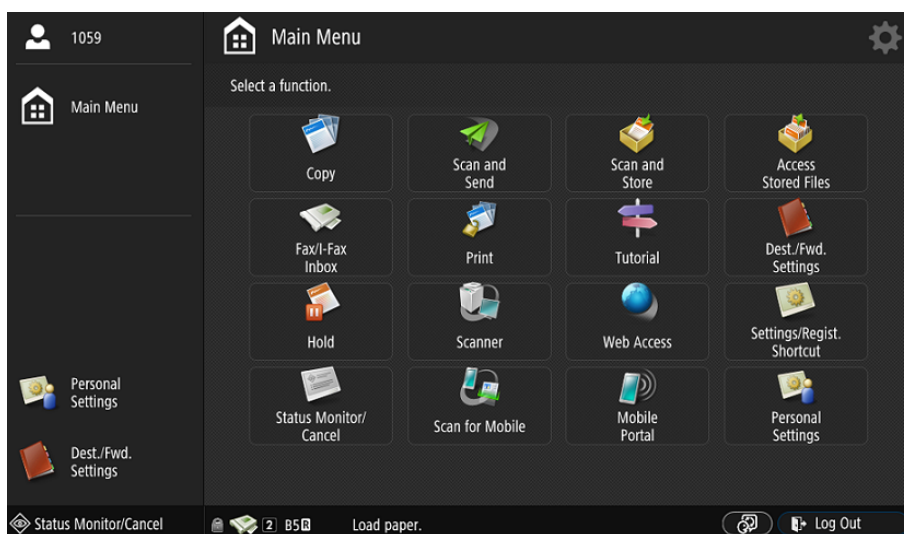 1059
Main Menu
Personal
Settings
Dest./Fwd.
Settings
Status Monitor/Cancel
Main Menu
Select a function.
Copy
Scan and
Send
Scan and
Store
Access
Stored Files
Fax/I-Fax
Inbox
Print
Tutorial
Dest./Fwd.
Settings
Hold
Scanner
Web Access
Settings/Regist.
Shortcut
Status Monitor/
Cancel
Scan for Mobile
Mobile
Portal
Personal
Settings
2 B5R Load paper.
Log Out